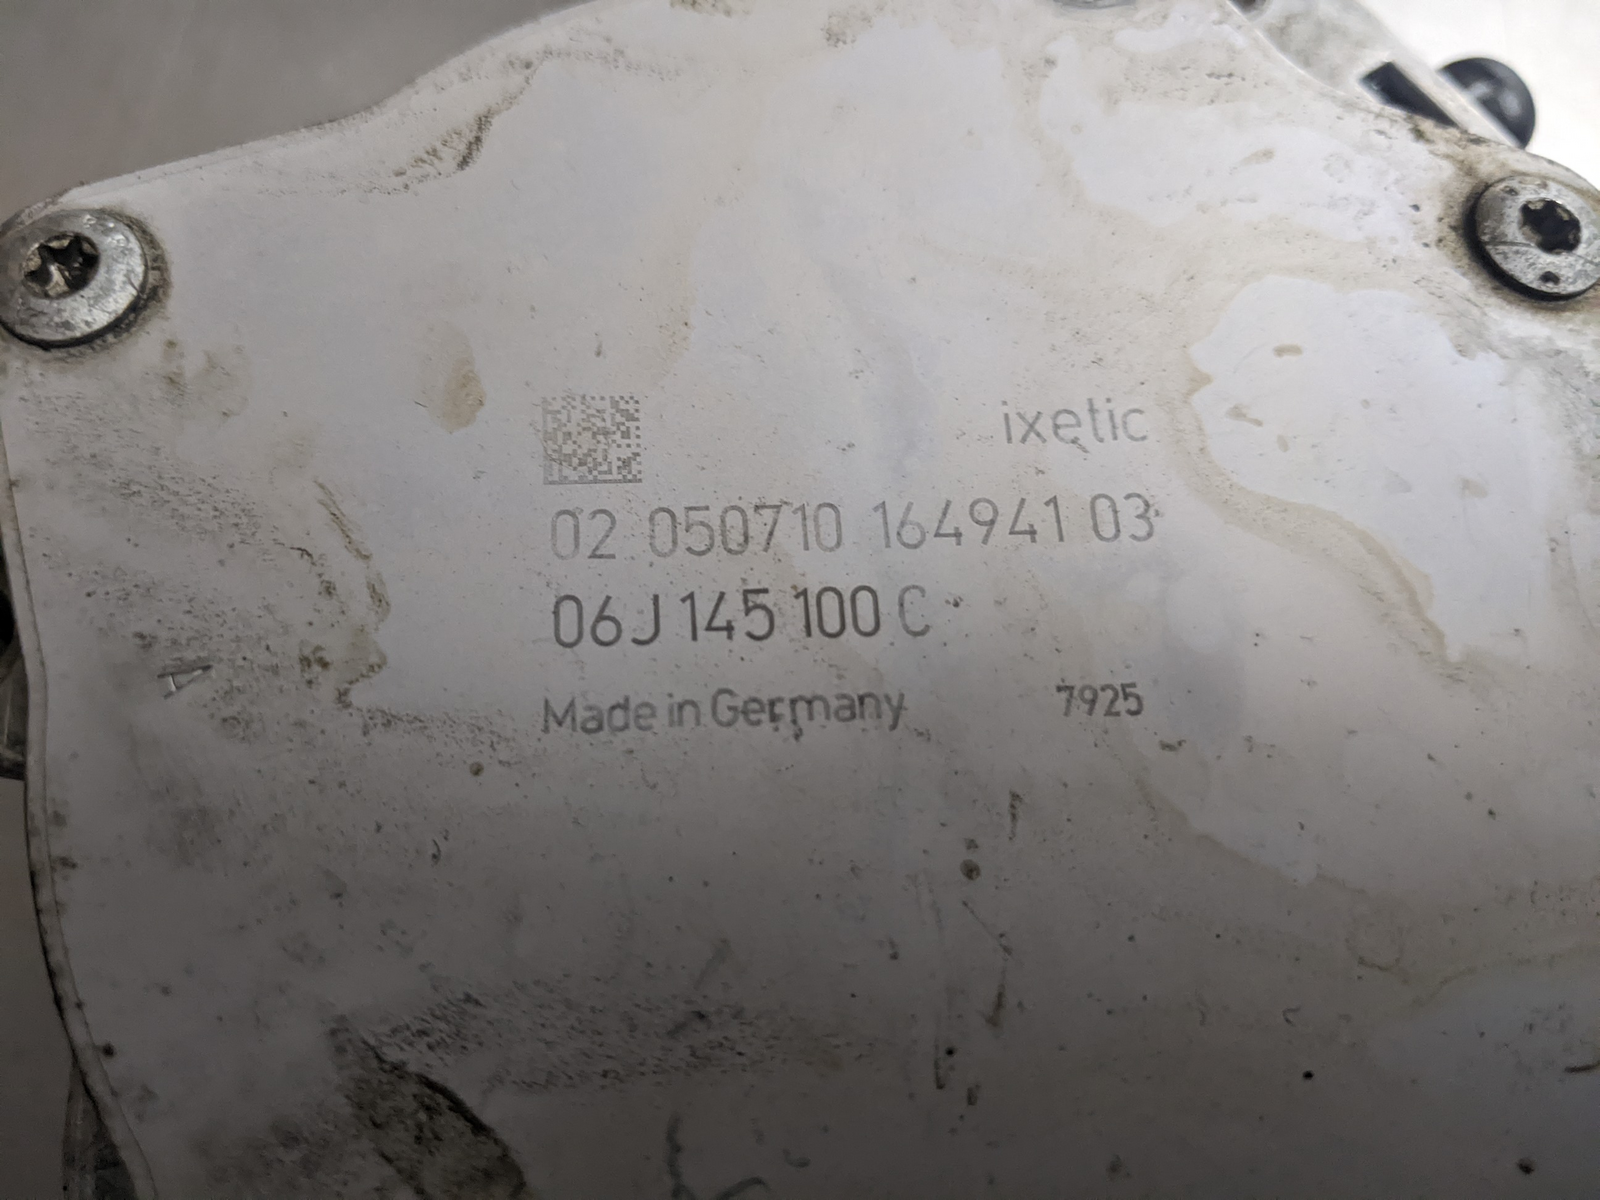 ixetic
02 050710 164941 03
06J 145 100 C
Made in Germany 7925
A